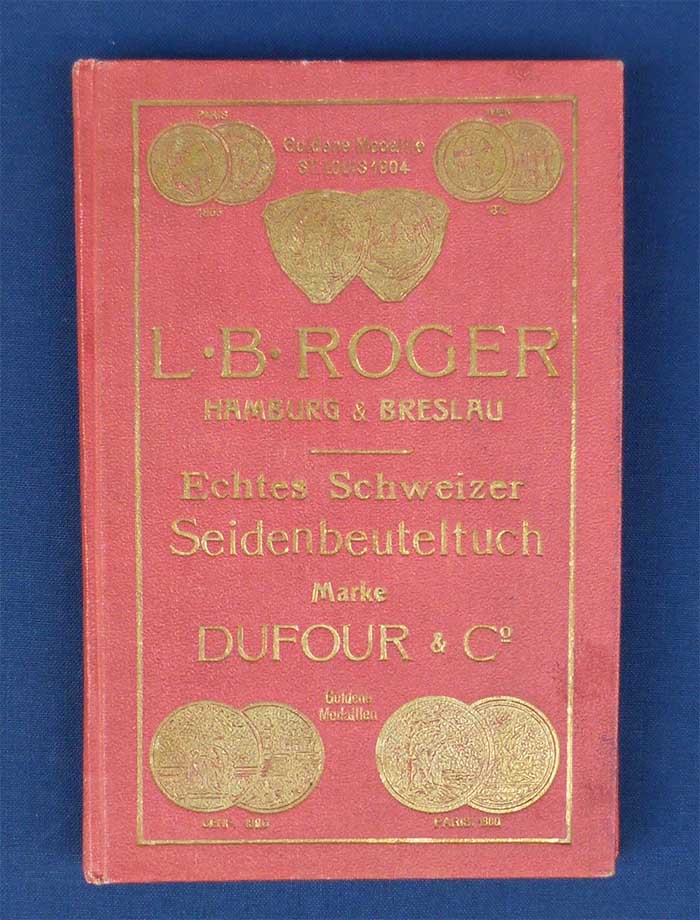 PARIS
Goldene Medaille
ST LOUIS 1904
L·B·ROGER
HAMBURG & BRESLAU
Echtes Schweizer
Seidenbeuteltuch
Marke
DUFOUR & Cº
Goldene
Medaillen
PARIS 1900